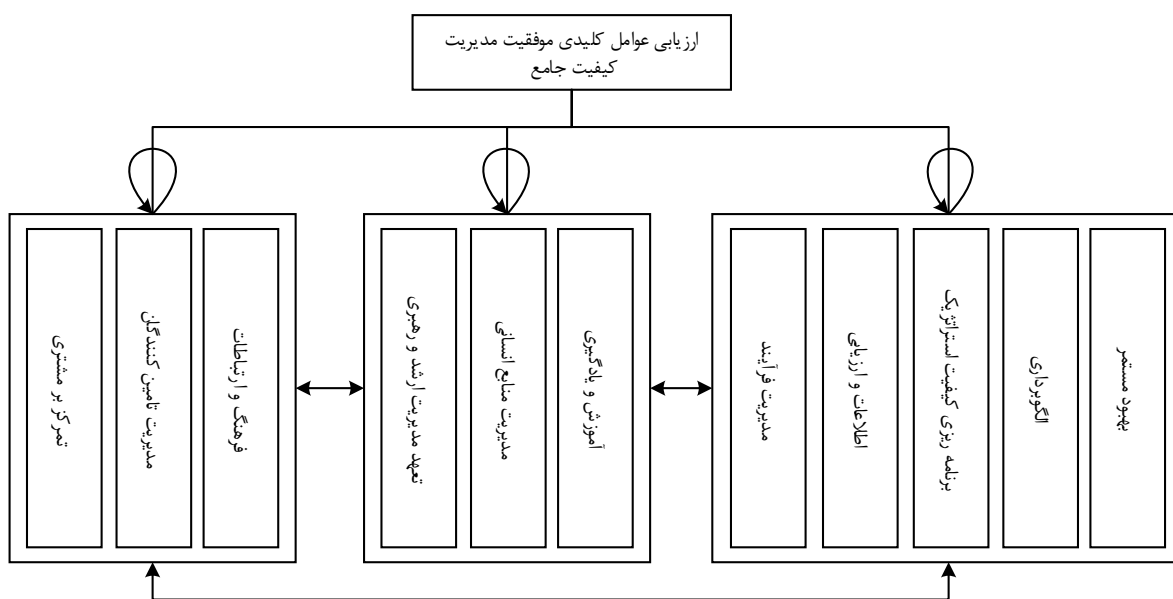 ارزیابی عوامل کلیدی موفقیت مدیریت
کیفیت جامع
بهبود مستمر
الگوبرداری
برنامه ریزی کیفیت استراتژیک
اطلاعات و ارزیابی
مدیریت فرآیند
آموزش و یادگیری
مدیریت منابع انسانی
تعهد مدیریت ارشد و رهبری
فرهنگ و ارتباطات
مدیریت تامین کنندگان
تمرکز بر مشتری